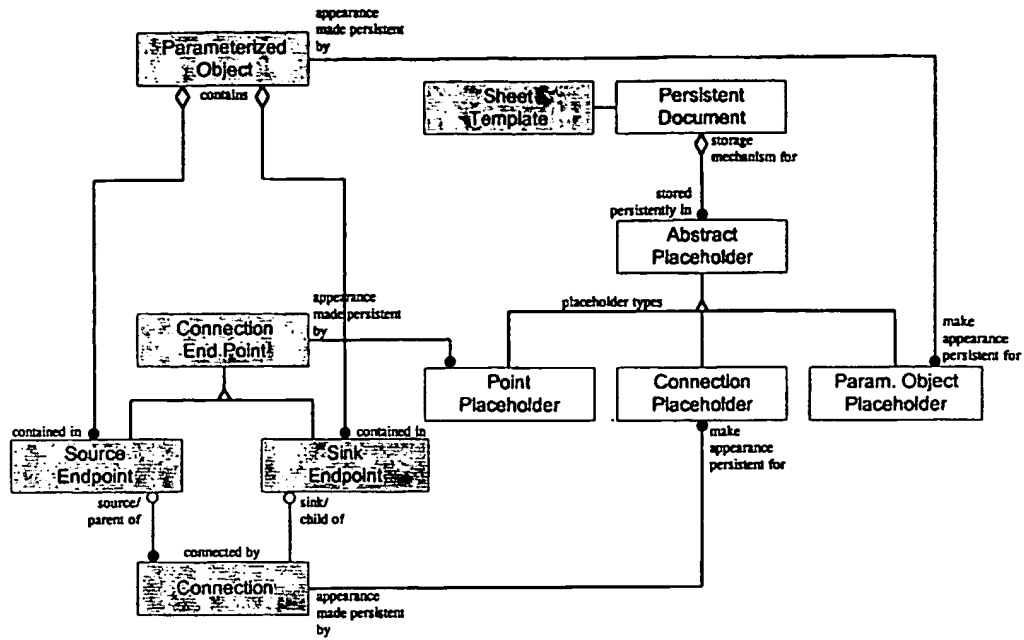 appearance
made persistent
by
Parameterized
Object
contains
Sheet
Template
Persistent
Document
storage
mechanism for
stored
persistently in
Abstract
Placeholder
placeholder types
appearance
made persistent
by
Connection
End Point
make
appearance
persistent for
Point
Placeholder
Connection
Placeholder
Param. Object
Placeholder
contained in
contained in
Source
Endpoint
Sink
Endpoint
make
appearance
persistent for
source/
parent of
sink/
child of
connected by
Connection
appearance
made persistent
by